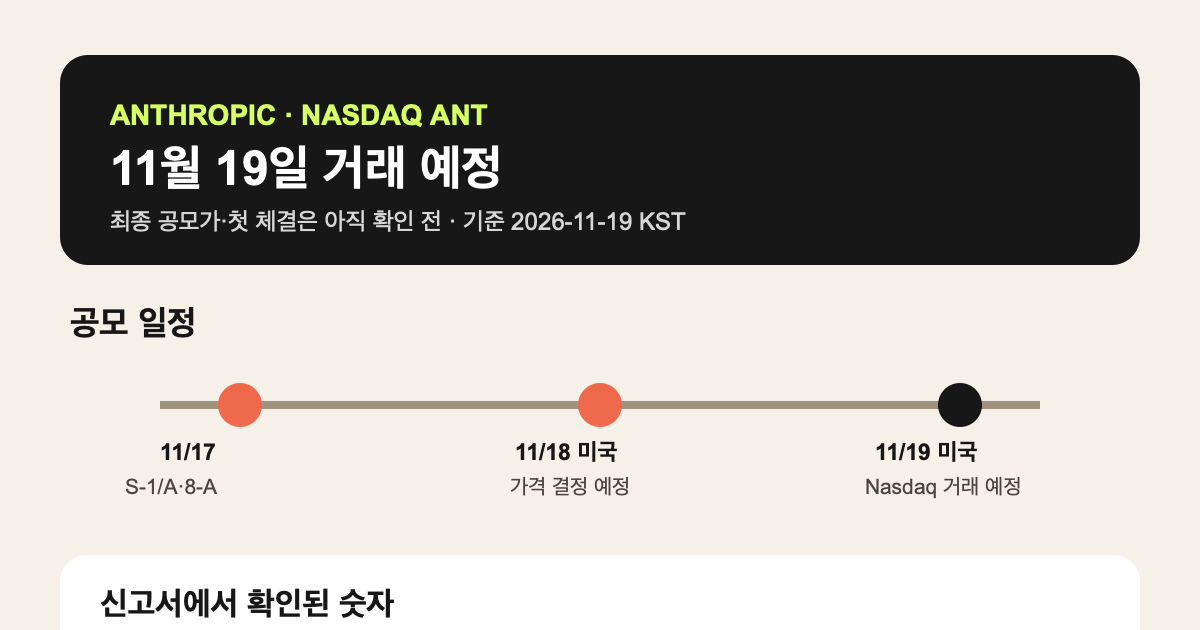 ANTHROPIC · NASDAQ ANT
11월 19일 거래 예정
최종 공모가·첫 체결은 아직 확인 전 · 기준 2026-11-19 KST
공모 일정
11/17
11/18 미국
11/19 미국
S-1/A·8-A
가격 결정 예정
Nasdaq 거래 예정
신고서에서 확인된 숫자